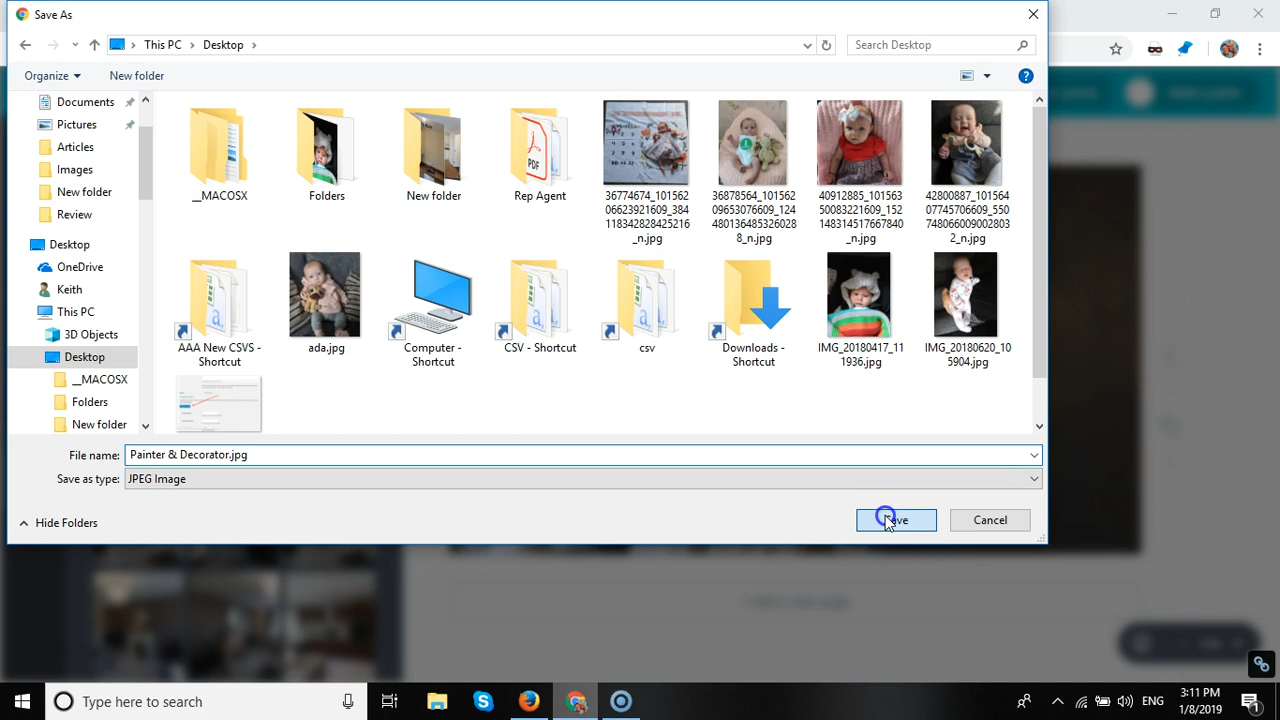 Save As
This PC
Desktop
Search Desktop
Organize
New folder
Documents
Pictures
Articles
Images
New folder
Review
Desktop
OneDrive
Keith
This PC
3D Objects
Desktop
__MACOSX
Folders
New folder
__MACOSX
Folders
New folder
Rep Agent
PDF
36774674_101562
06623921609_384
118342828425216
_n.jpg
36878564_101562
09653076609_124
480136485326028
8_n.jpg
40912885_101563
50083221609_152
148314517667840
_n.jpg
42800887_101564
07745706609_550
748066009002803
2_n.jpg
AAA New CSVS -
Shortcut
ada.jpg
Computer -
Shortcut
CSV - Shortcut
csv
Downloads -
Shortcut
IMG_20180417_11
1936.jpg
IMG_20180620_10
5904.jpg
File name:
Painter & Decorator.jpg
Save as type:
JPEG Image
Hide Folders
Save
Cancel
Type here to search
ENG
3:11 PM
1/8/2019
1